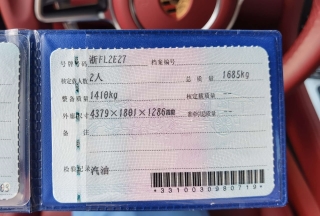 号牌号码 浙FL2E27 档案编号
核定载人数 2人 总质量 1685kg
整备质量 1410kg 核定载质量 --
外廓尺寸 4379×1801×1286mm 准牵引总质量 --
备注
检验记录 汽油
*3310030980719*